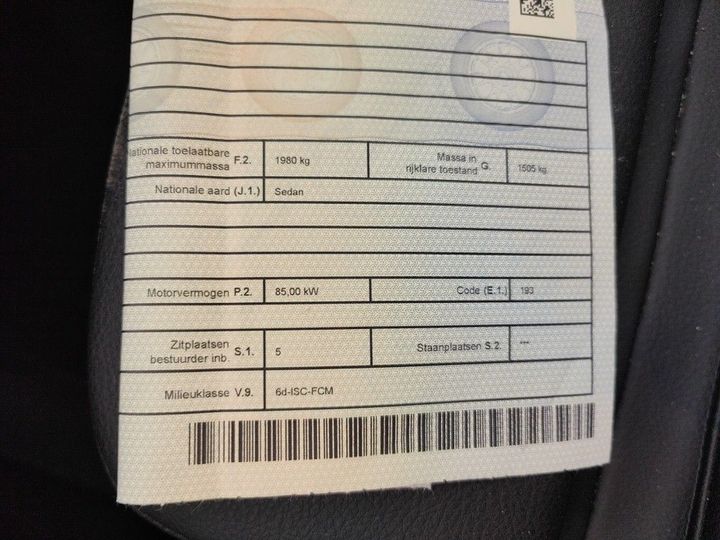 Nationale toelaatbare maximummassa F.2. 1980 kg Massa in rijklare toestand G. 1505 kg
Nationale aard (J.1.) Sedan
Motorvermogen P.2. 85,00 kW Code (E.1.) 193
Zitplaatsen bestuurder inb. S.1. 5 Staanplaatsen S.2. ***
Milieuklasse V.9. 6d-ISC-FCM